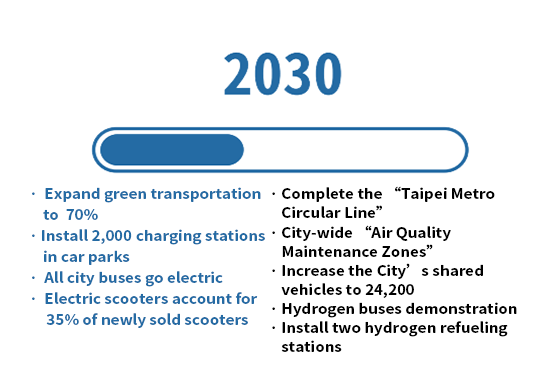 2030
· Expand green transportation
to 70%
· Install 2,000 charging stations
in car parks
· All city buses go electric
· Electric scooters account for
35% of newly sold scooters
· Complete the “Taipei Metro
Circular Line”
· City-wide “Air Quality
Maintenance Zones”
· Increase the City’s shared
vehicles to 24,200
· Hydrogen buses demonstration
· Install two hydrogen refueling
stations